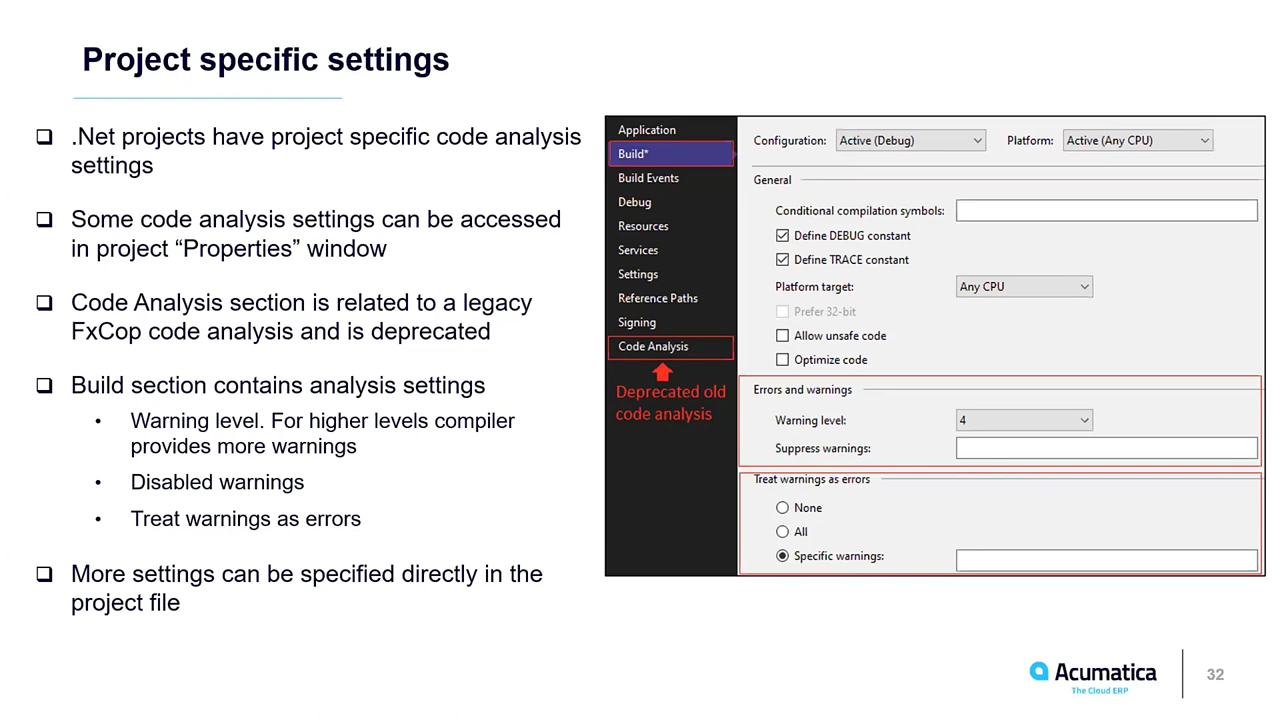 Project specific settings
.Net projects have project specific code analysis
settings
Some code analysis settings can be accessed
in project “Properties” window
Code Analysis section is related to a legacy
FxCop code analysis and is deprecated
Build section contains analysis settings
• Warning level. For higher levels compiler
provides more warnings
• Disabled warnings
• Treat warnings as errors
More settings can be specified directly in the
project file
Application
Build*
Build Events
Debug
Resources
Services
Settings
Reference Paths
Signing
Code Analysis
Deprecated old
code analysis
Configuration: Active (Debug) Platform: Active (Any CPU)
General
Conditional compilation symbols:
Define DEBUG constant
Define TRACE constant
Platform target: Any CPU
Prefer 32-bit
Allow unsafe code
Optimize code
Errors and warnings
Warning level: 4
Suppress warnings:
Treat warnings as errors
None
All
Specific warnings:
Acumatica
The Cloud ERP
32